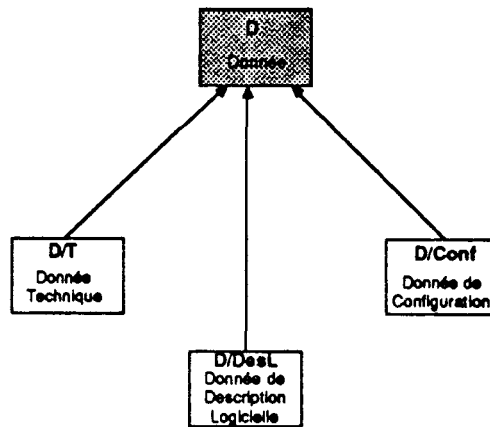 D
Donnée
D/T
Donnée
Technique
D/Conf
Donnée de
Configuration
D/DesL
Donnée de
Description
Logicielle